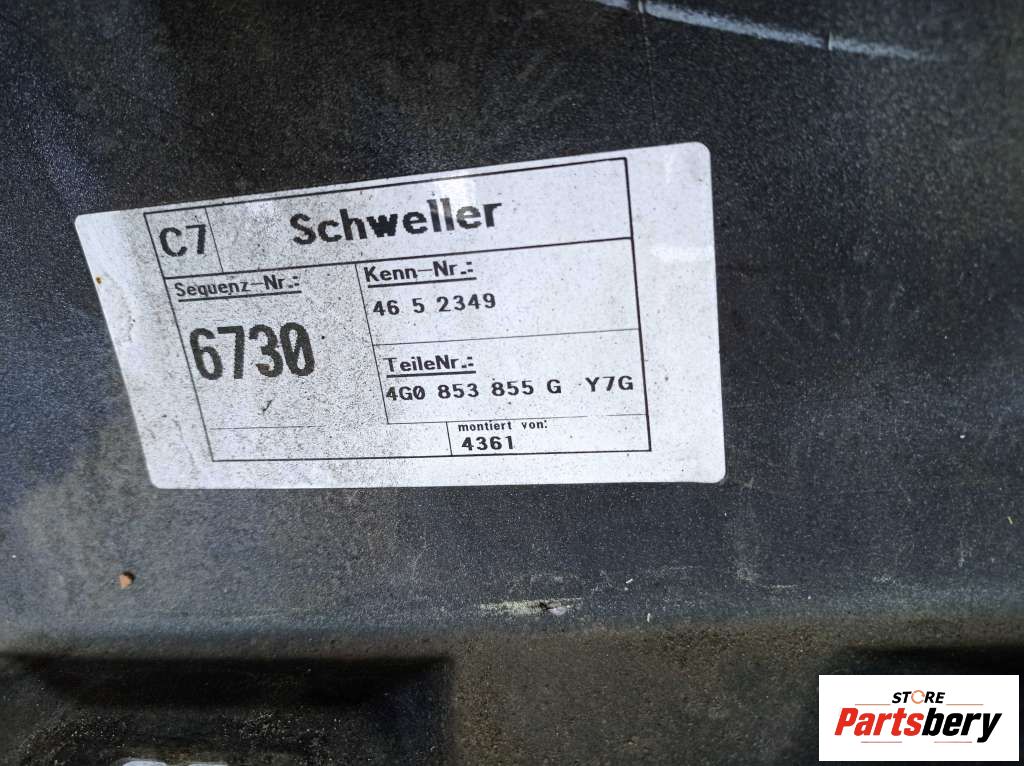 C7 Schweller
Sequenz-Nr.:
6730
Kenn-Nr.:
46 5 2349
TeileNr.:
4G0 853 855 G Y7G
montiert von:
4361
STORE
Partsbery